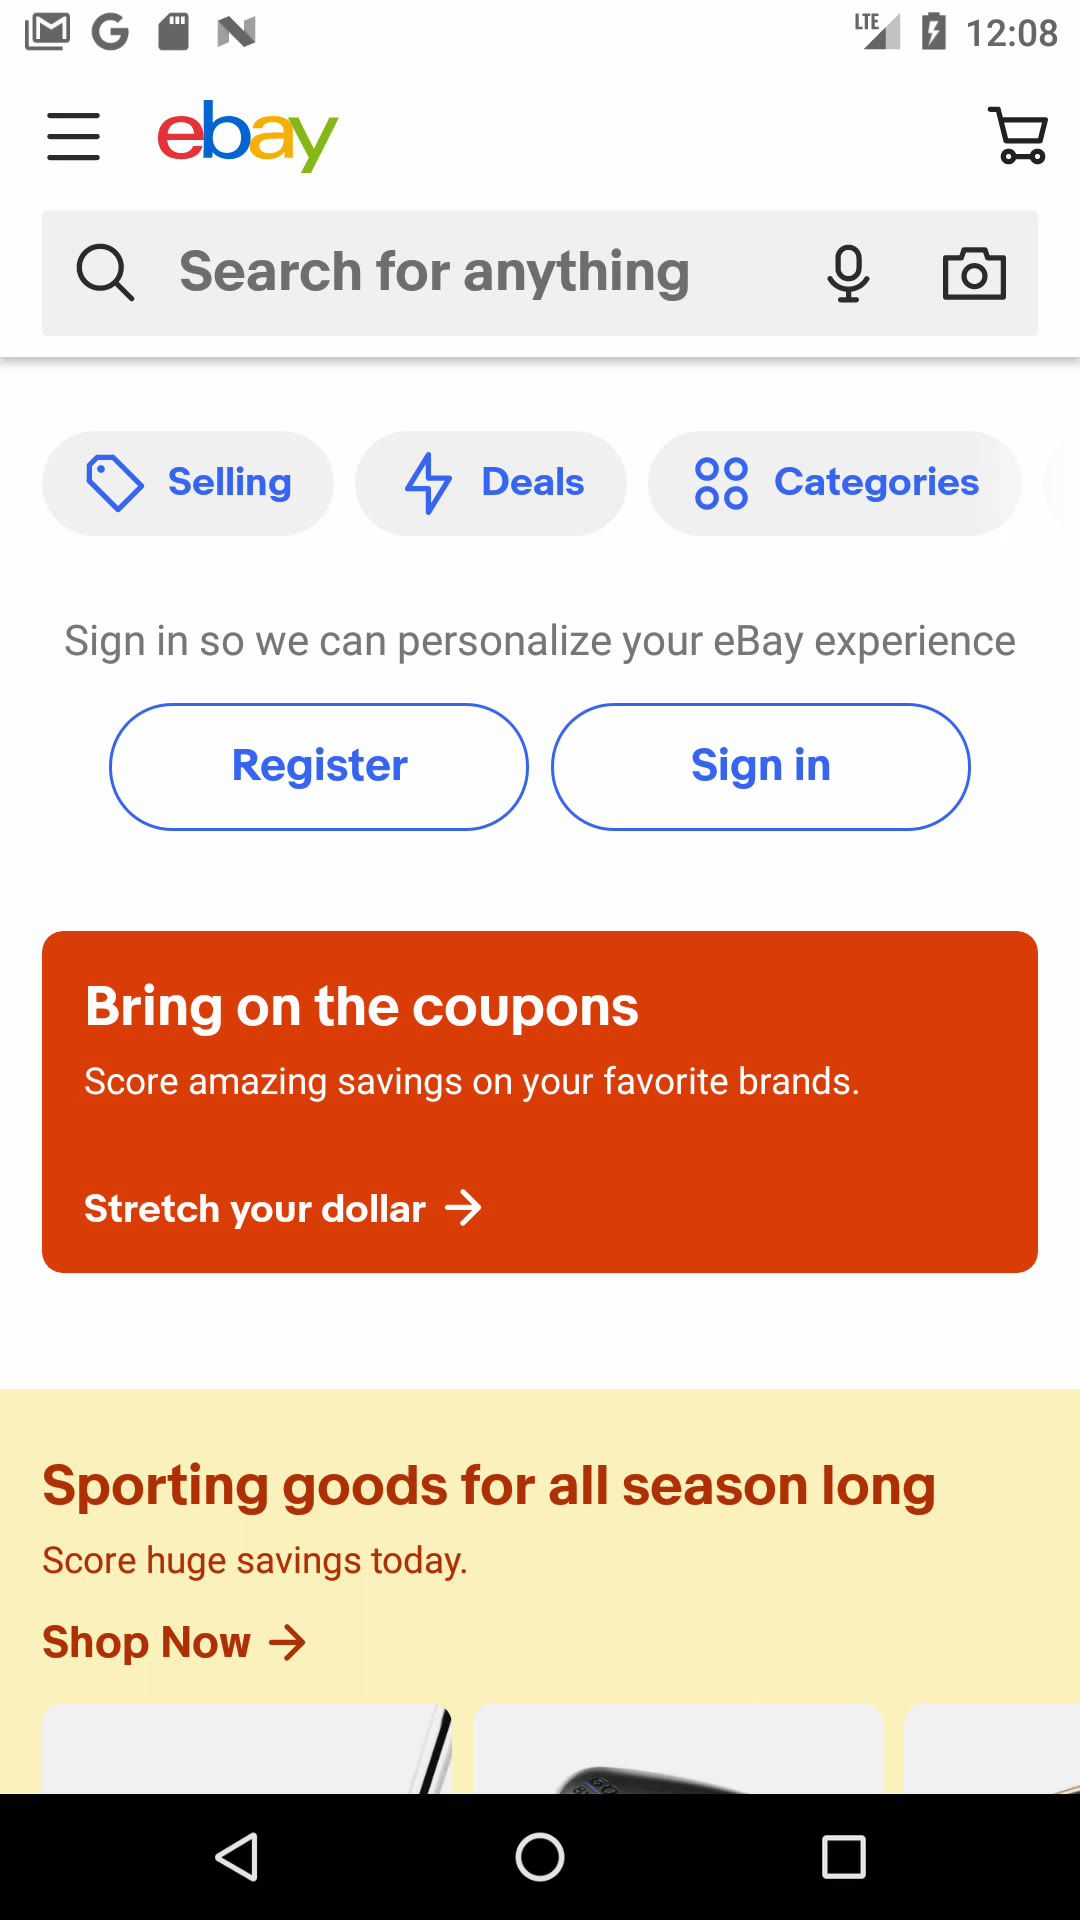 LTE 12:08
ebay
Search for anything
Selling Deals Categories
Sign in so we can personalize your eBay experience
Register Sign in
Bring on the coupons
Score amazing savings on your favorite brands.
Stretch your dollar
Sporting goods for all season long
Score huge savings today.
Shop Now